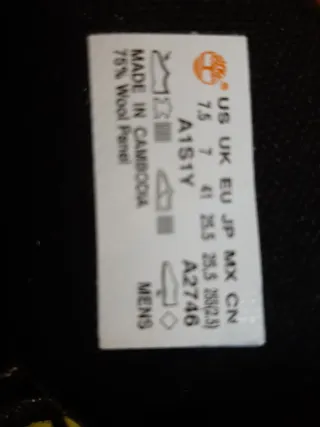 US UK EU JP MX CN
7,5 7 41 25.5 25,5 255(2.5)
A1S1Y A2746
MENS
MADE IN CAMBODIA
75% Wool Panel